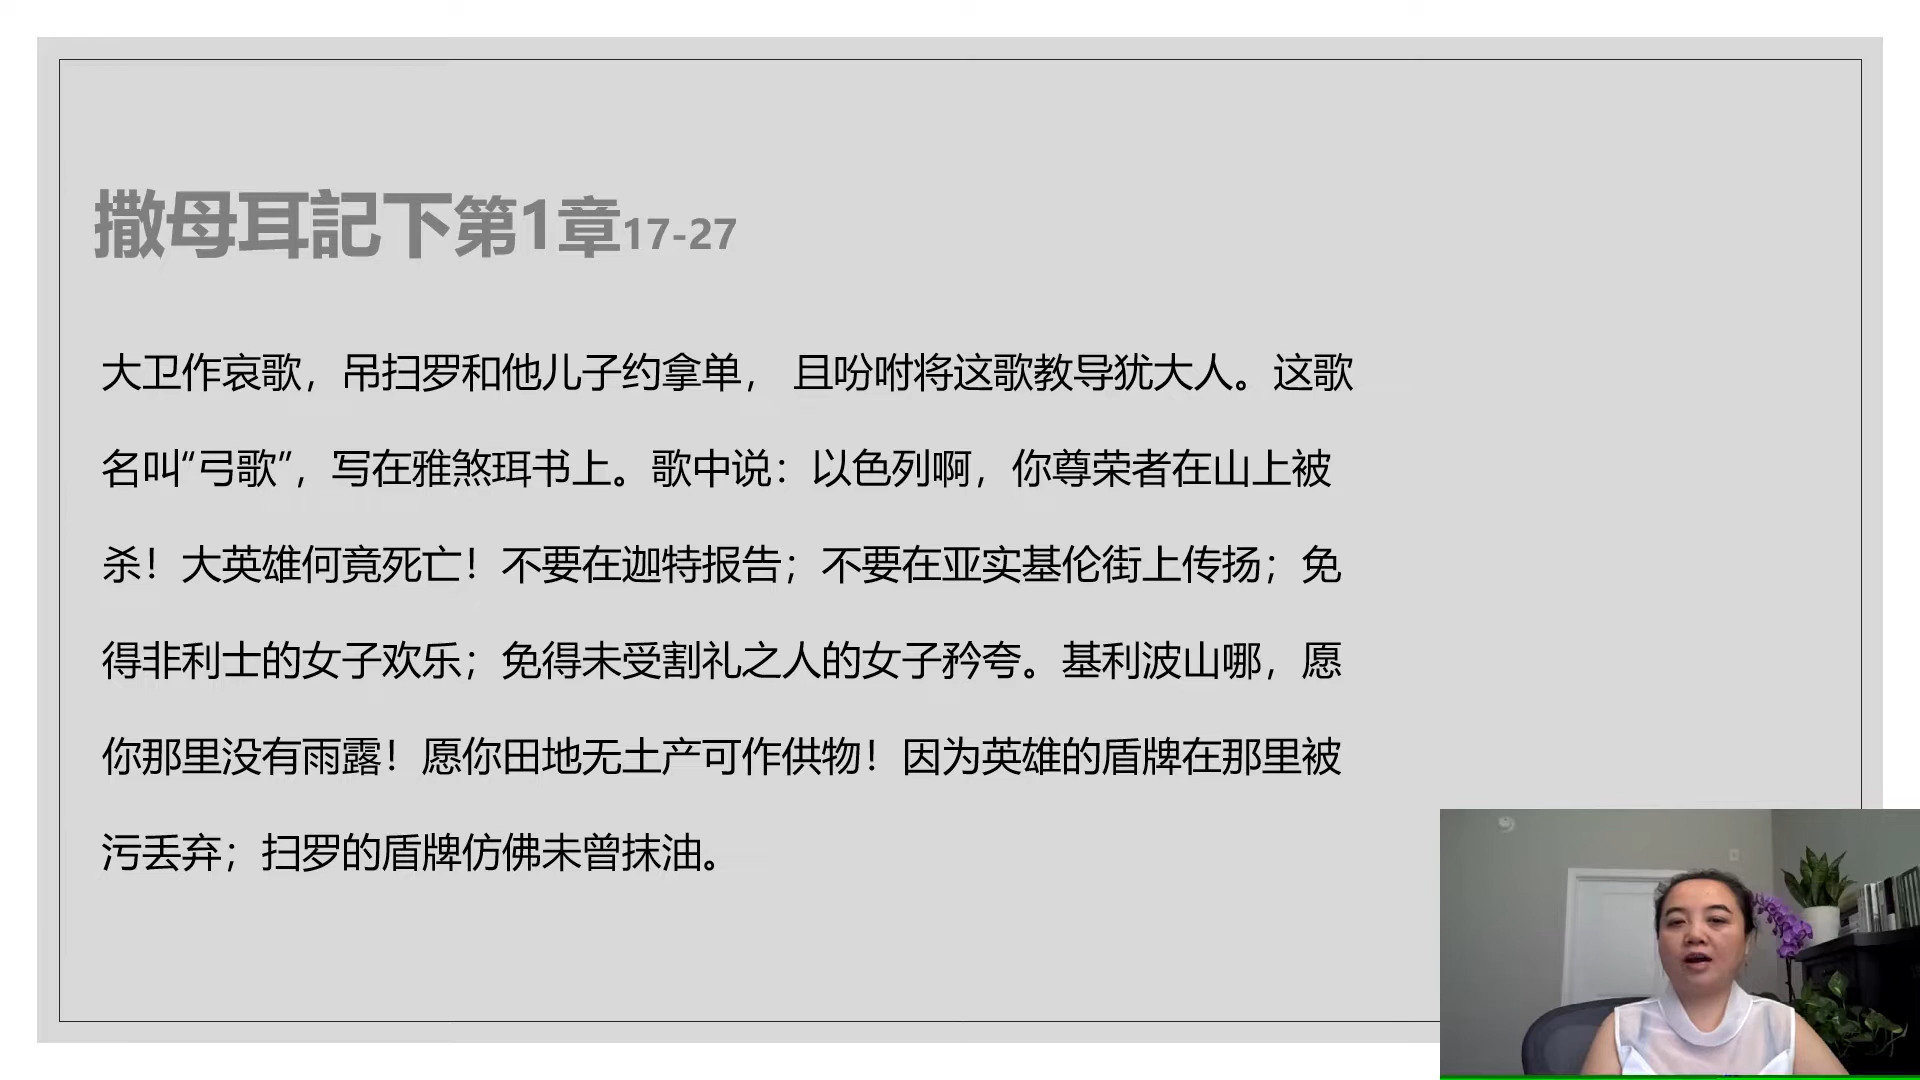 撒母耳記下第1章17-27
大卫作哀歌，吊扫罗和他儿子约拿单， 且吩咐将这歌教导犹大人。这歌
名叫“弓歌”，写在雅煞珥书上。歌中说：以色列啊，你尊荣者在山上被
杀！大英雄何竟死亡！不要在迦特报告；不要在亚实基伦街上传扬；免
得非利士的女子欢乐；免得未受割礼之人的女子矜夸。基利波山哪，愿
你那里没有雨露！愿你田地无土产可作供物！因为英雄的盾牌在那里被
污丢弃；扫罗的盾牌仿佛未曾抹油。